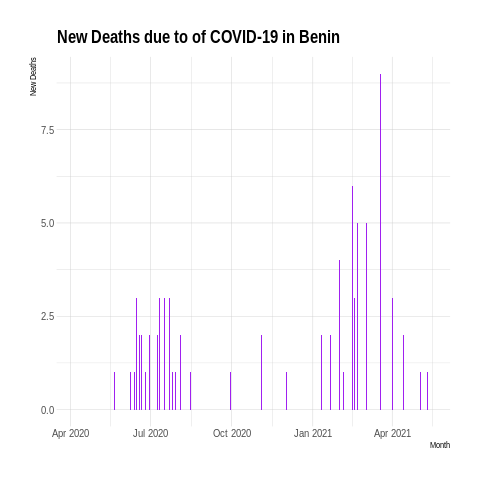 New Deaths due to of COVID-19 in Benin
New Deaths
7.5
5.0
2.5
0.0
Apr 2020 Jul 2020 Oct 2020 Jan 2021 Apr 2021
Month